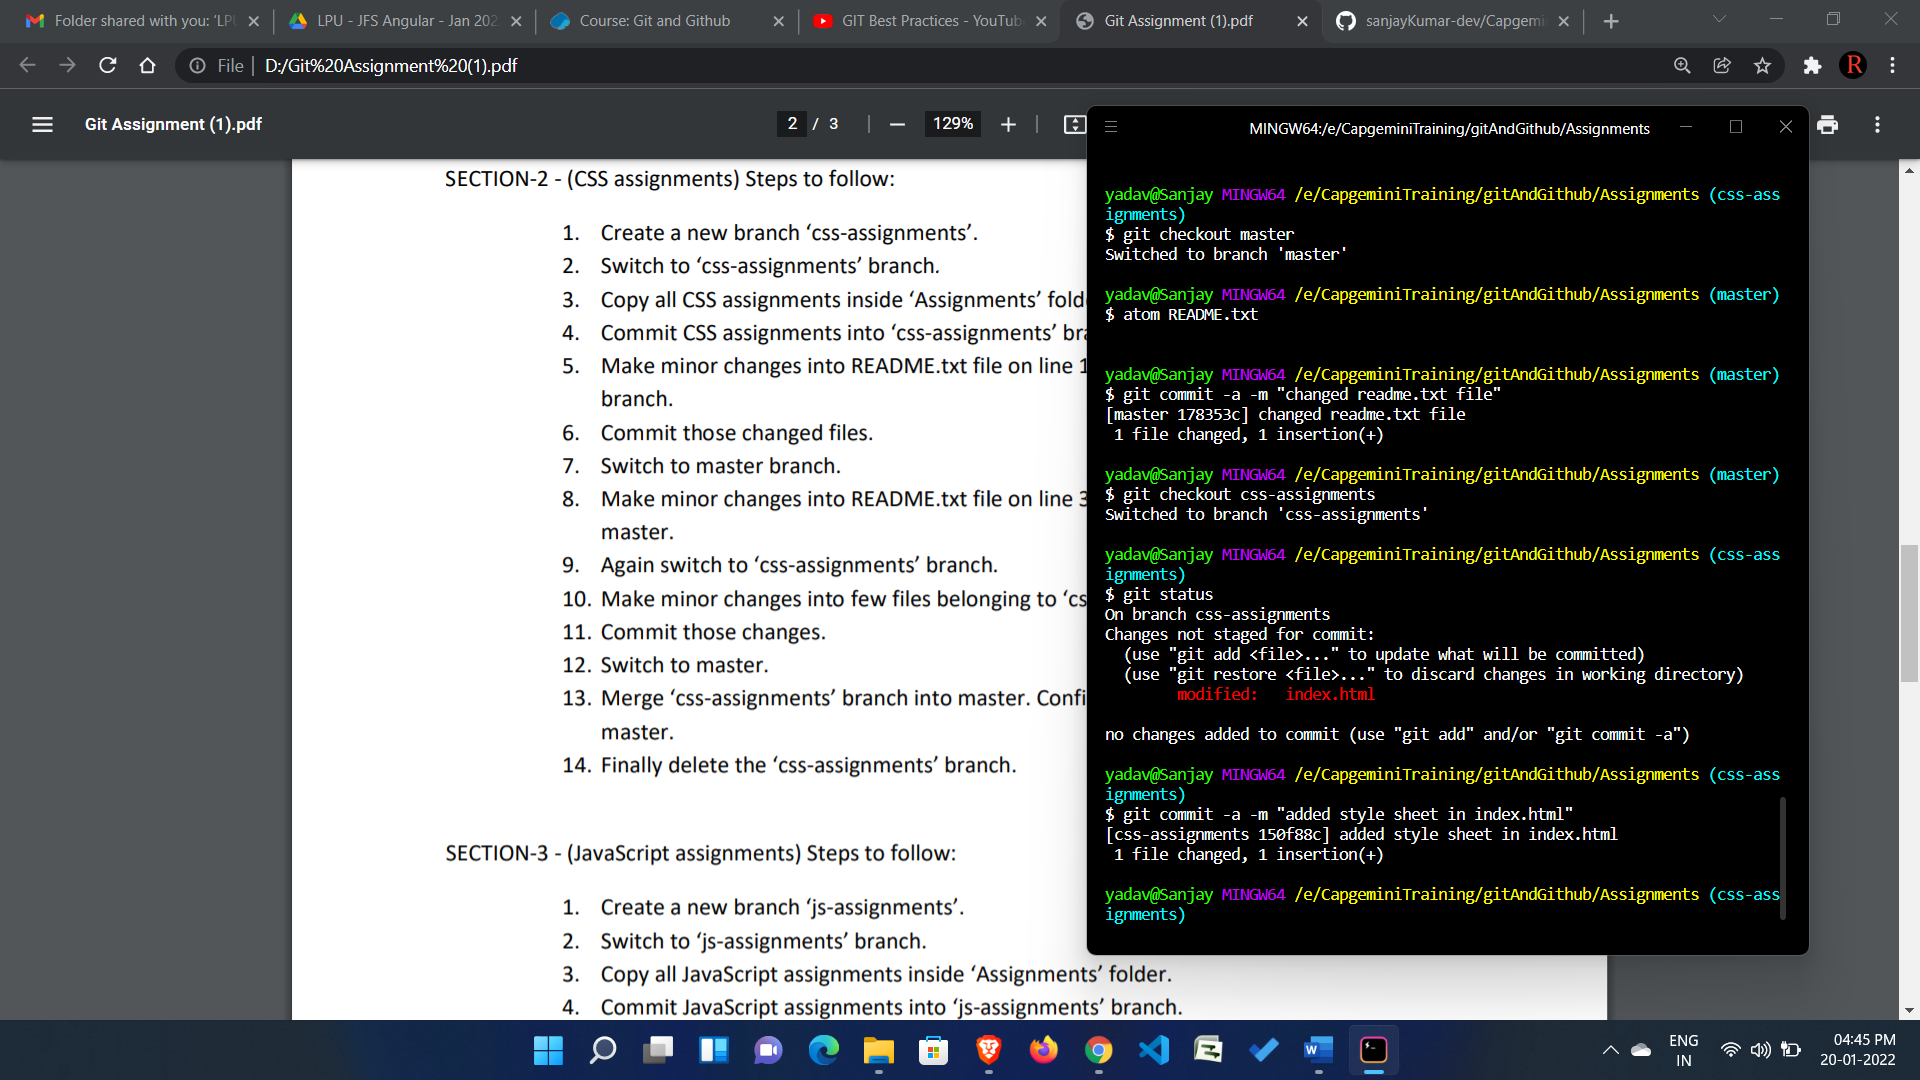 Folder shared with you: 'LPU
LPU - JFS Angular - Jan 202
Course: Git and Github
GIT Best Practices - YouTube
Git Assignment (1).pdf
sanjayKumar-dev/Capgemini
File
D:/Git%20Assignment%20(1).pdf
R
Git Assignment (1).pdf
2 / 3
129%
SECTION-2 - (CSS assignments) Steps to follow:
1. Create a new branch ‘css-assignments’.
2. Switch to ‘css-assignments’ branch.
3. Copy all CSS assignments inside ‘Assignments’ fold
4. Commit CSS assignments into ‘css-assignments’ bra
5. Make minor changes into README.txt file on line 1
branch.
6. Commit those changed files.
7. Switch to master branch.
8. Make minor changes into README.txt file on line 3
master.
9. Again switch to ‘css-assignments’ branch.
10. Make minor changes into few files belonging to ‘cs
11. Commit those changes.
12. Switch to master.
13. Merge ‘css-assignments’ branch into master. Confi
master.
14. Finally delete the ‘css-assignments’ branch.
SECTION-3 - (JavaScript assignments) Steps to follow:
1. Create a new branch ‘js-assignments’.
2. Switch to ‘js-assignments’ branch.
3. Copy all JavaScript assignments inside ‘Assignments’ folder.
4. Commit JavaScript assignments into ‘js-assignments’ branch.
MINGW64:/e/CapgeminiTraining/gitAndGithub/Assignments
yadav@Sanjay MINGW64 /e/CapgeminiTraining/gitAndGithub/Assignments (css-ass
ignments)
$ git checkout master
Switched to branch 'master'
yadav@Sanjay MINGW64 /e/CapgeminiTraining/gitAndGithub/Assignments (master)
$ atom README.txt
yadav@Sanjay MINGW64 /e/CapgeminiTraining/gitAndGithub/Assignments (master)
$ git commit -a -m "changed readme.txt file"
[master 178353c] changed readme.txt file
1 file changed, 1 insertion(+)
yadav@Sanjay MINGW64 /e/CapgeminiTraining/gitAndGithub/Assignments (master)
$ git checkout css-assignments
Switched to branch 'css-assignments'
yadav@Sanjay MINGW64 /e/CapgeminiTraining/gitAndGithub/Assignments (css-ass
ignments)
$ git status
On branch css-assignments
Changes not staged for commit:
(use "git add <file>..." to update what will be committed)
(use "git restore <file>..." to discard changes in working directory)
modified: index.html
no changes added to commit (use "git add" and/or "git commit -a")
yadav@Sanjay MINGW64 /e/CapgeminiTraining/gitAndGithub/Assignments (css-ass
ignments)
$ git commit -a -m "added style sheet in index.html"
[css-assignments 150f88c] added style sheet in index.html
1 file changed, 1 insertion(+)
yadav@Sanjay MINGW64 /e/CapgeminiTraining/gitAndGithub/Assignments (css-ass
ignments)
ENG
IN
04:45 PM
20-01-2022